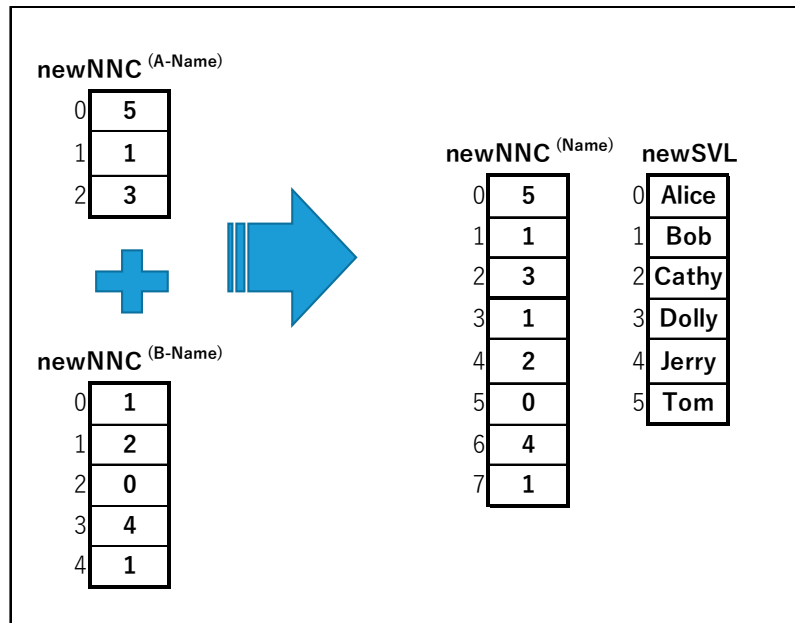 newNNC (A-Name)
0 5
1 1
2 3
newNNC (B-Name)
0 1
1 2
2 0
3 4
4 1
newNNC (Name)
0 5
1 1
2 3
3 1
4 2
5 0
6 4
7 1
newSVL
0 Alice
1 Bob
2 Cathy
3 Dolly
4 Jerry
5 Tom